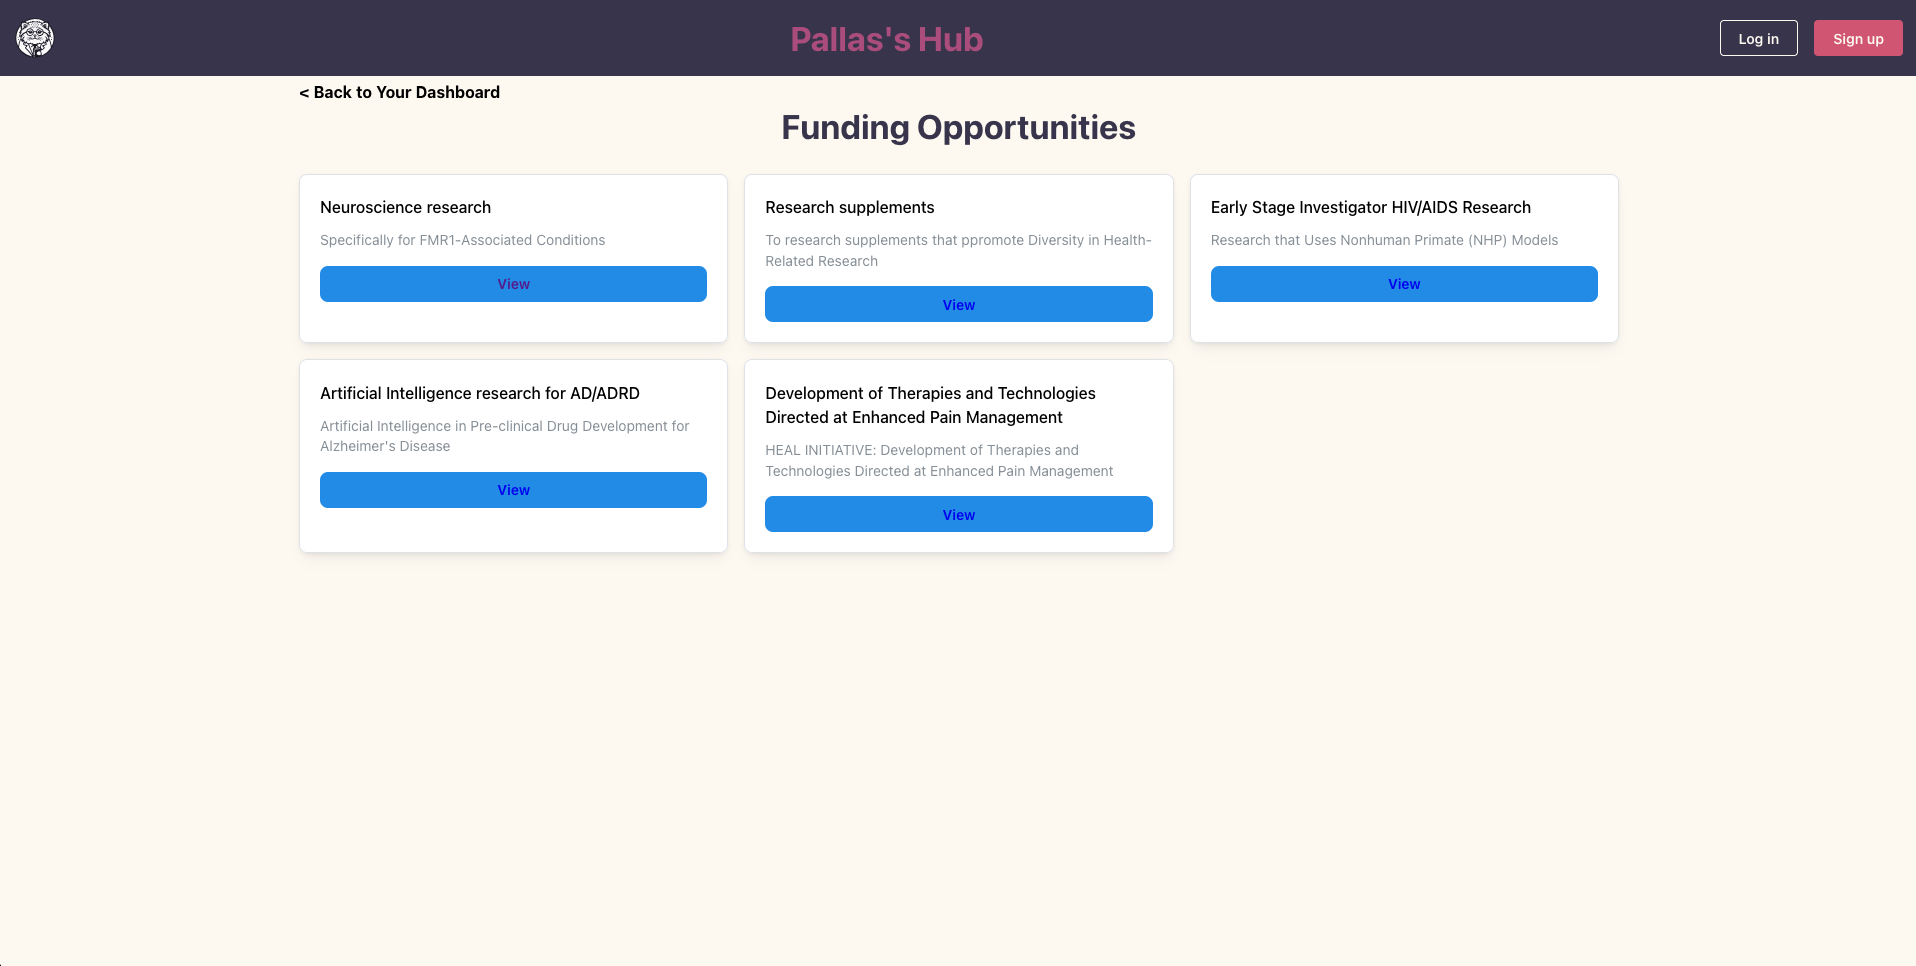 Pallas's Hub
Log in
Sign up
< Back to Your Dashboard
Funding Opportunities
Neuroscience research
Specifically for FMR1-Associated Conditions
View
Research supplements
To research supplements that ppromote Diversity in Health-
Related Research
View
Early Stage Investigator HIV/AIDS Research
Research that Uses Nonhuman Primate (NHP) Models
View
Artificial Intelligence research for AD/ADRD
Artificial Intelligence in Pre-clinical Drug Development for
Alzheimer's Disease
View
Development of Therapies and Technologies
Directed at Enhanced Pain Management
HEAL INITIATIVE: Development of Therapies and
Technologies Directed at Enhanced Pain Management
View